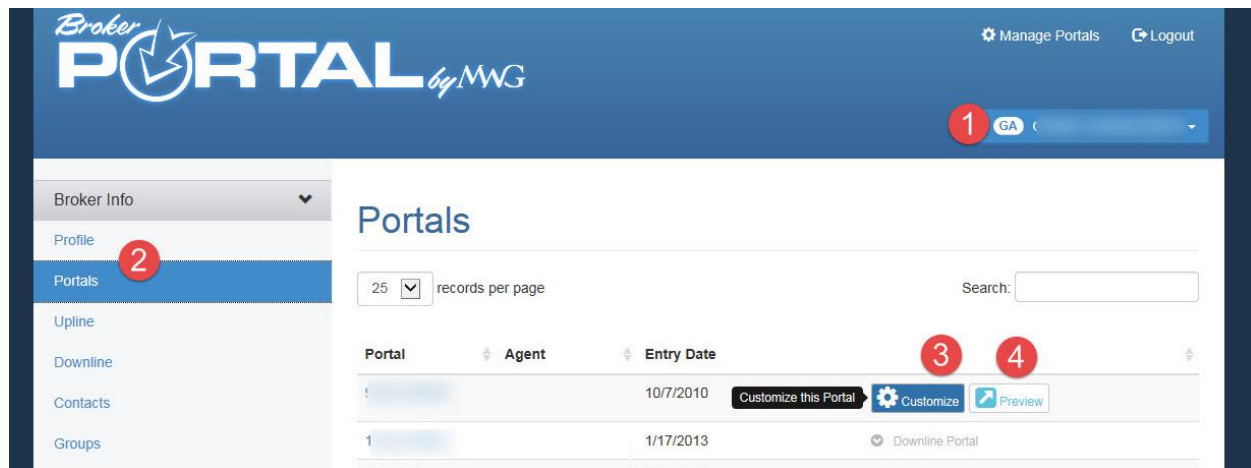 Broker
PORTAL by MWG
Manage Portals Logout
1 GA (
Broker Info
Profile
2
Portals
Upline
Downline
Contacts
Groups
Portals
25 records per page Search:
Portal Agent Entry Date 3 4
10/7/2010 Customize this Portal Customize Preview
1 1/17/2013 Downline Portal